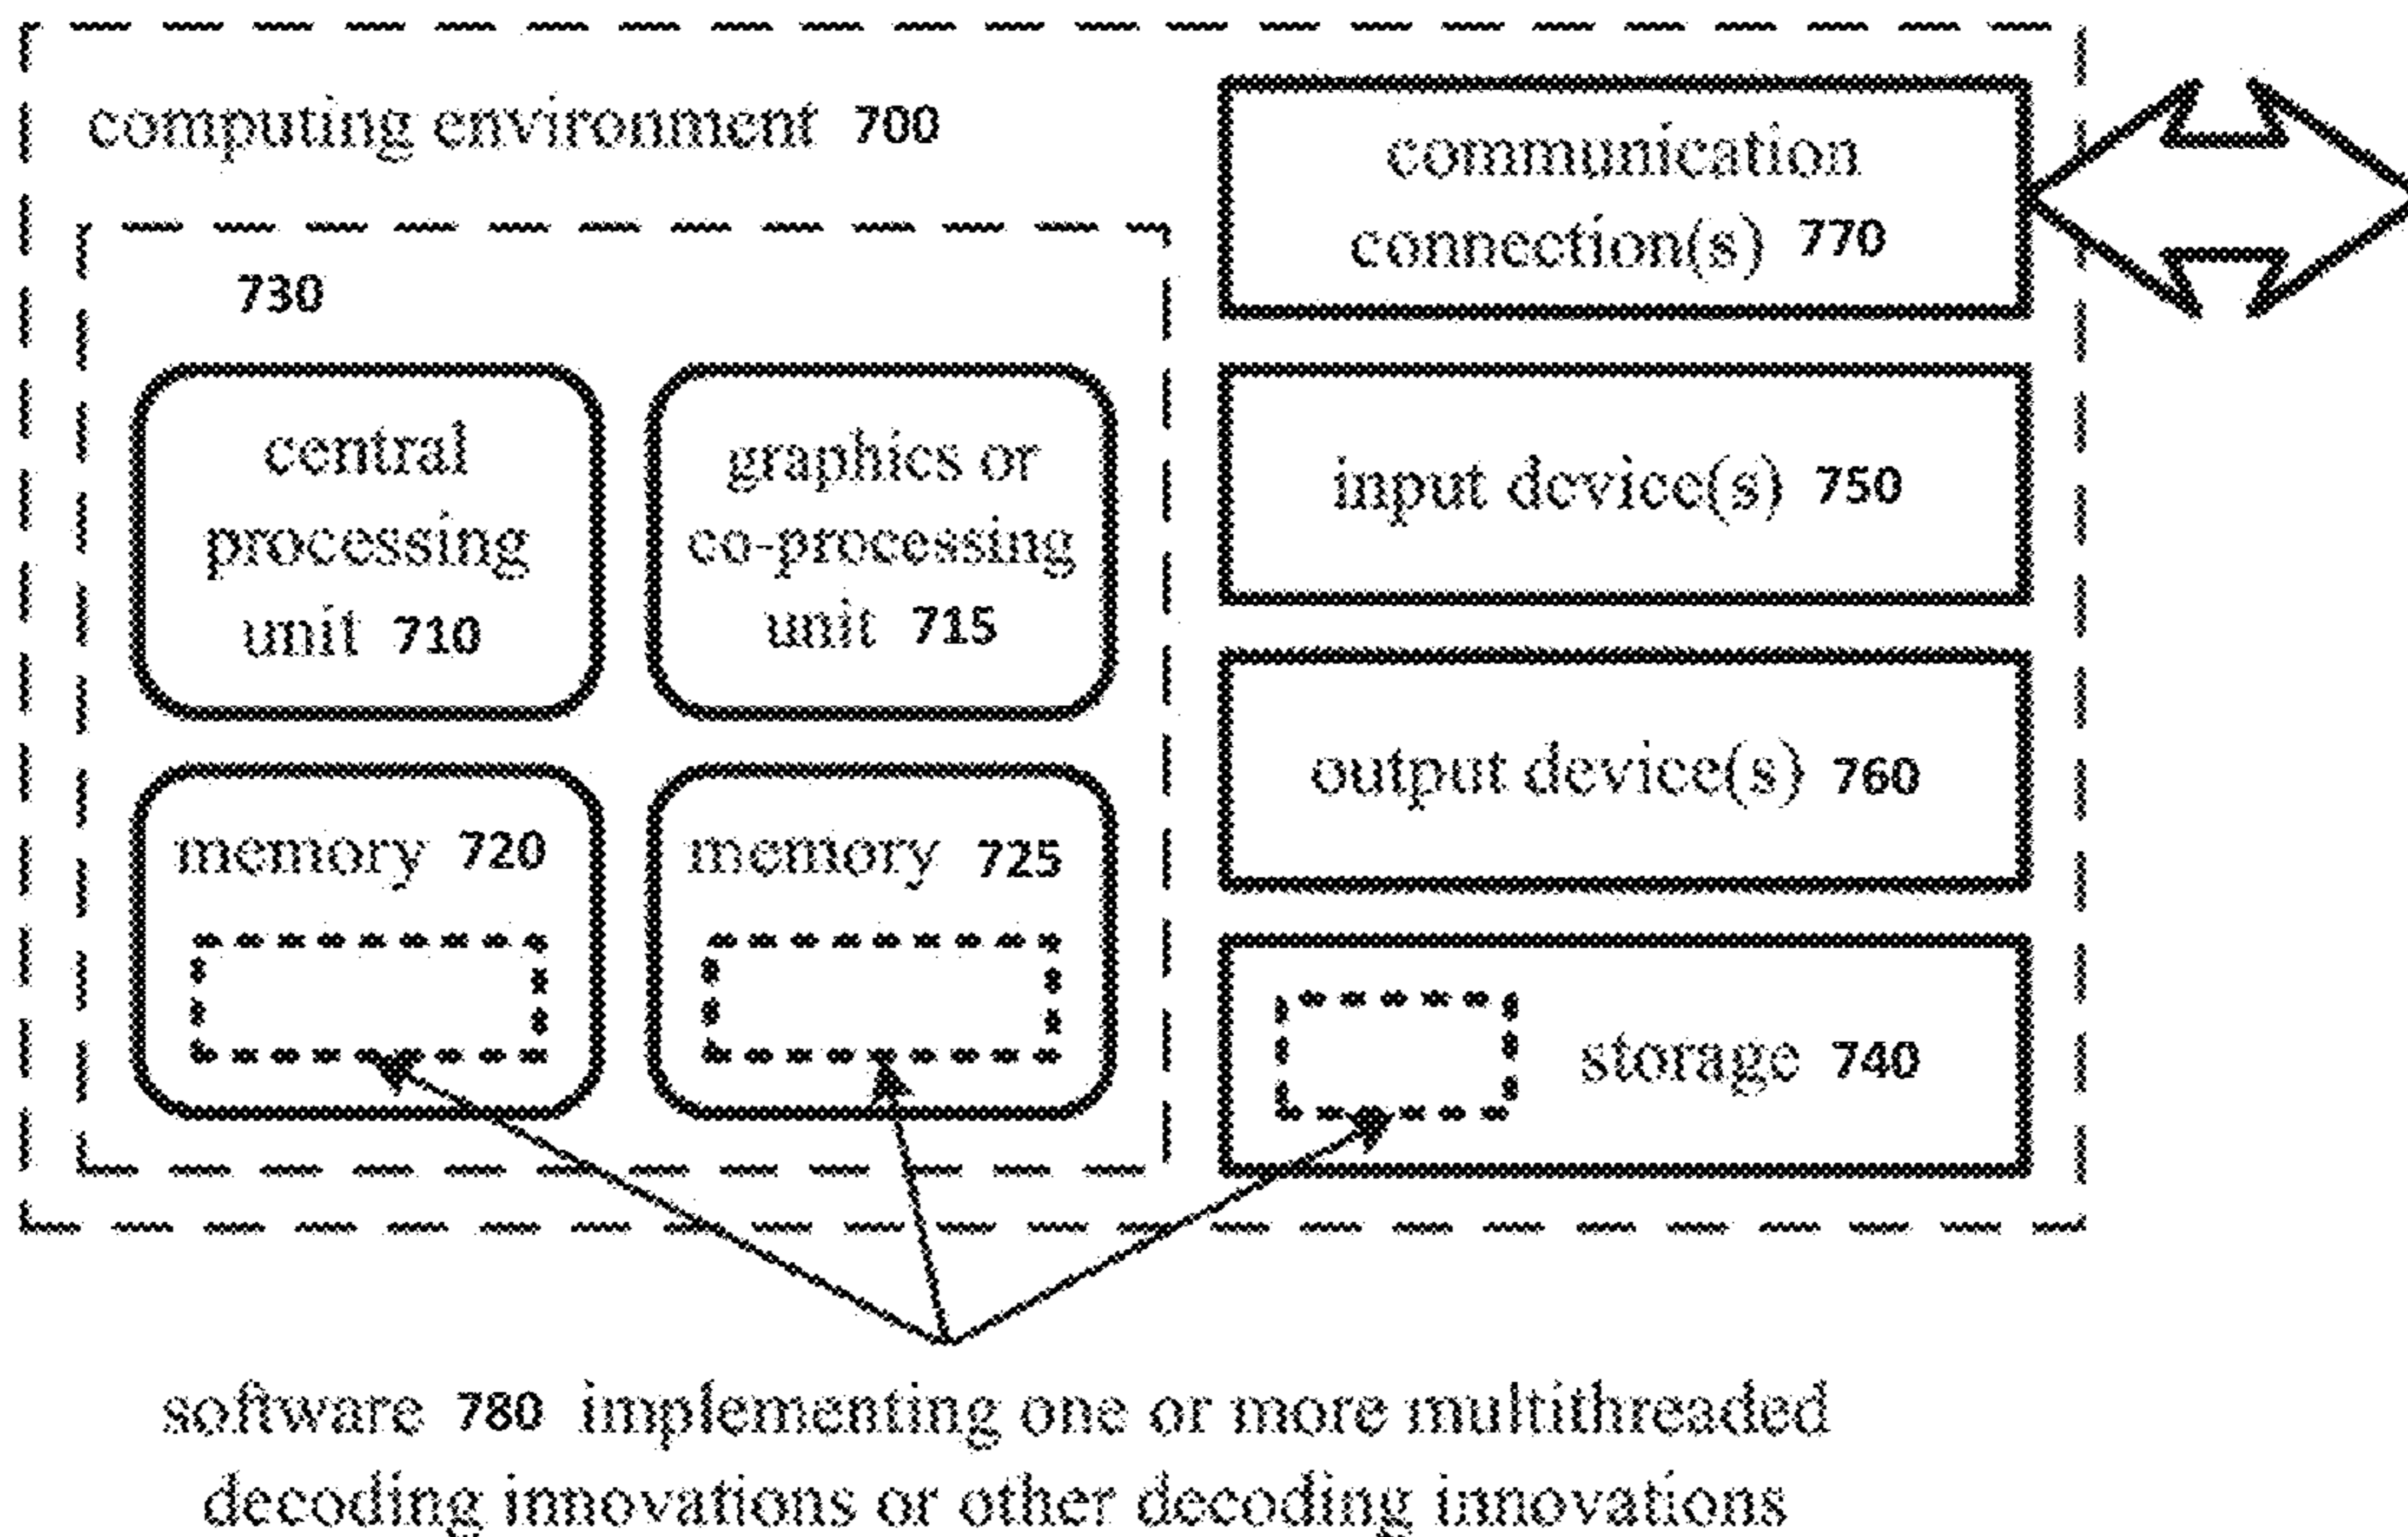 computing environment 700
communication
connection(s) 770
730
central
processing
unit 710
graphics or
co-processing
unit 715
input device(s) 750
output device(s) 760
memory 720
memory 725
storage 740
software 780 implementing one or more multithreaded
decoding innovations or other decoding innovations